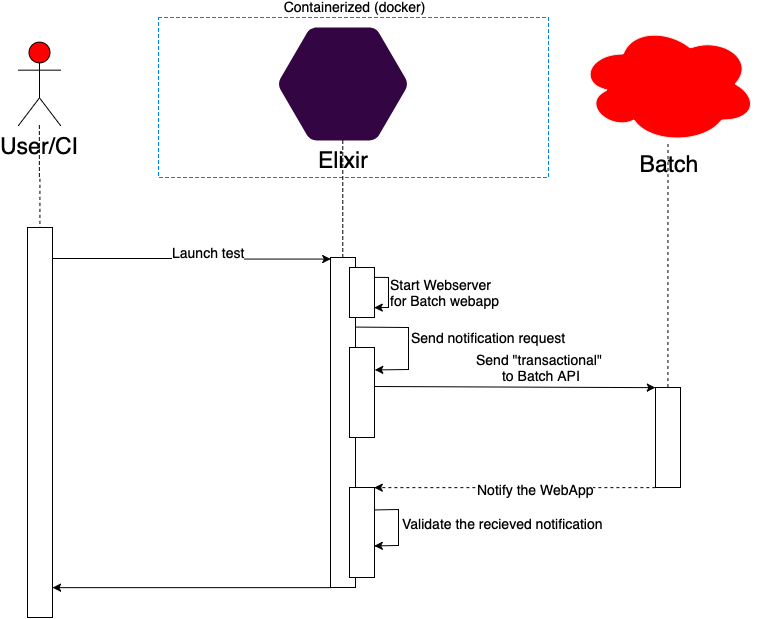 Containerized (docker)
User/CI
Elixir
Batch
Launch test
Start Webserver
for Batch webapp
Send notification request
Send "transactional"
to Batch API
Notify the WebApp
Validate the recieved notification